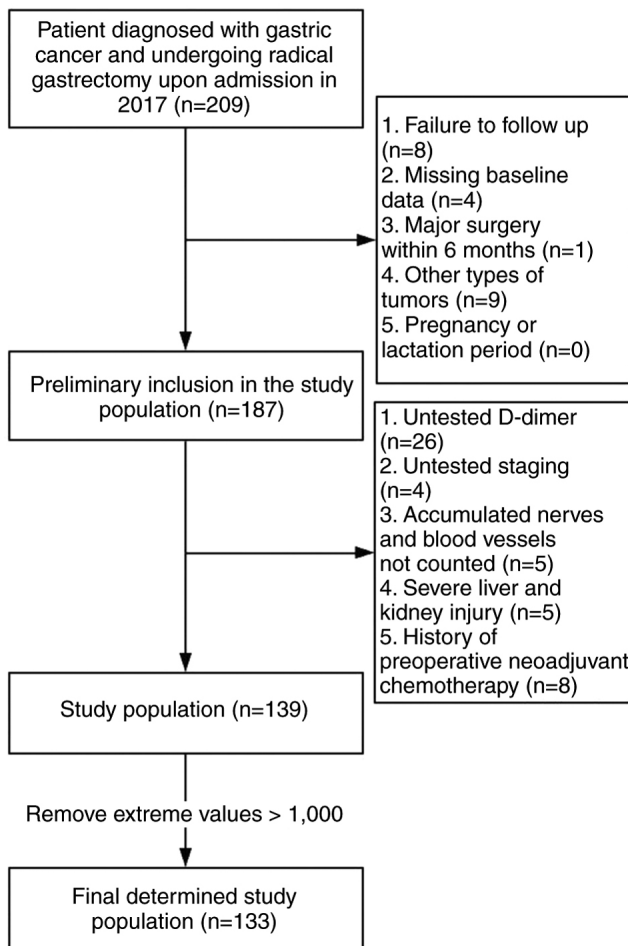 Patient diagnosed with gastric
cancer and undergoing radical
gastrectomy upon admission in
2017 (n=209)
1. Failure to follow up
(n=8)
2. Missing baseline
data (n=4)
3. Major surgery
within 6 months (n=1)
4. Other types of
tumors (n=9)
5. Pregnancy or
lactation period (n=0)
Preliminary inclusion in the study
population (n=187)
1. Untested D-dimer
(n=26)
2. Untested staging
(n=4)
3. Accumulated nerves
and blood vessels
not counted (n=5)
4. Severe liver and
kidney injury (n=5)
5. History of
preoperative neoadjuvant
chemotherapy (n=8)
Study population (n=139)
Remove extreme values > 1,000
Final determined study
population (n=133)